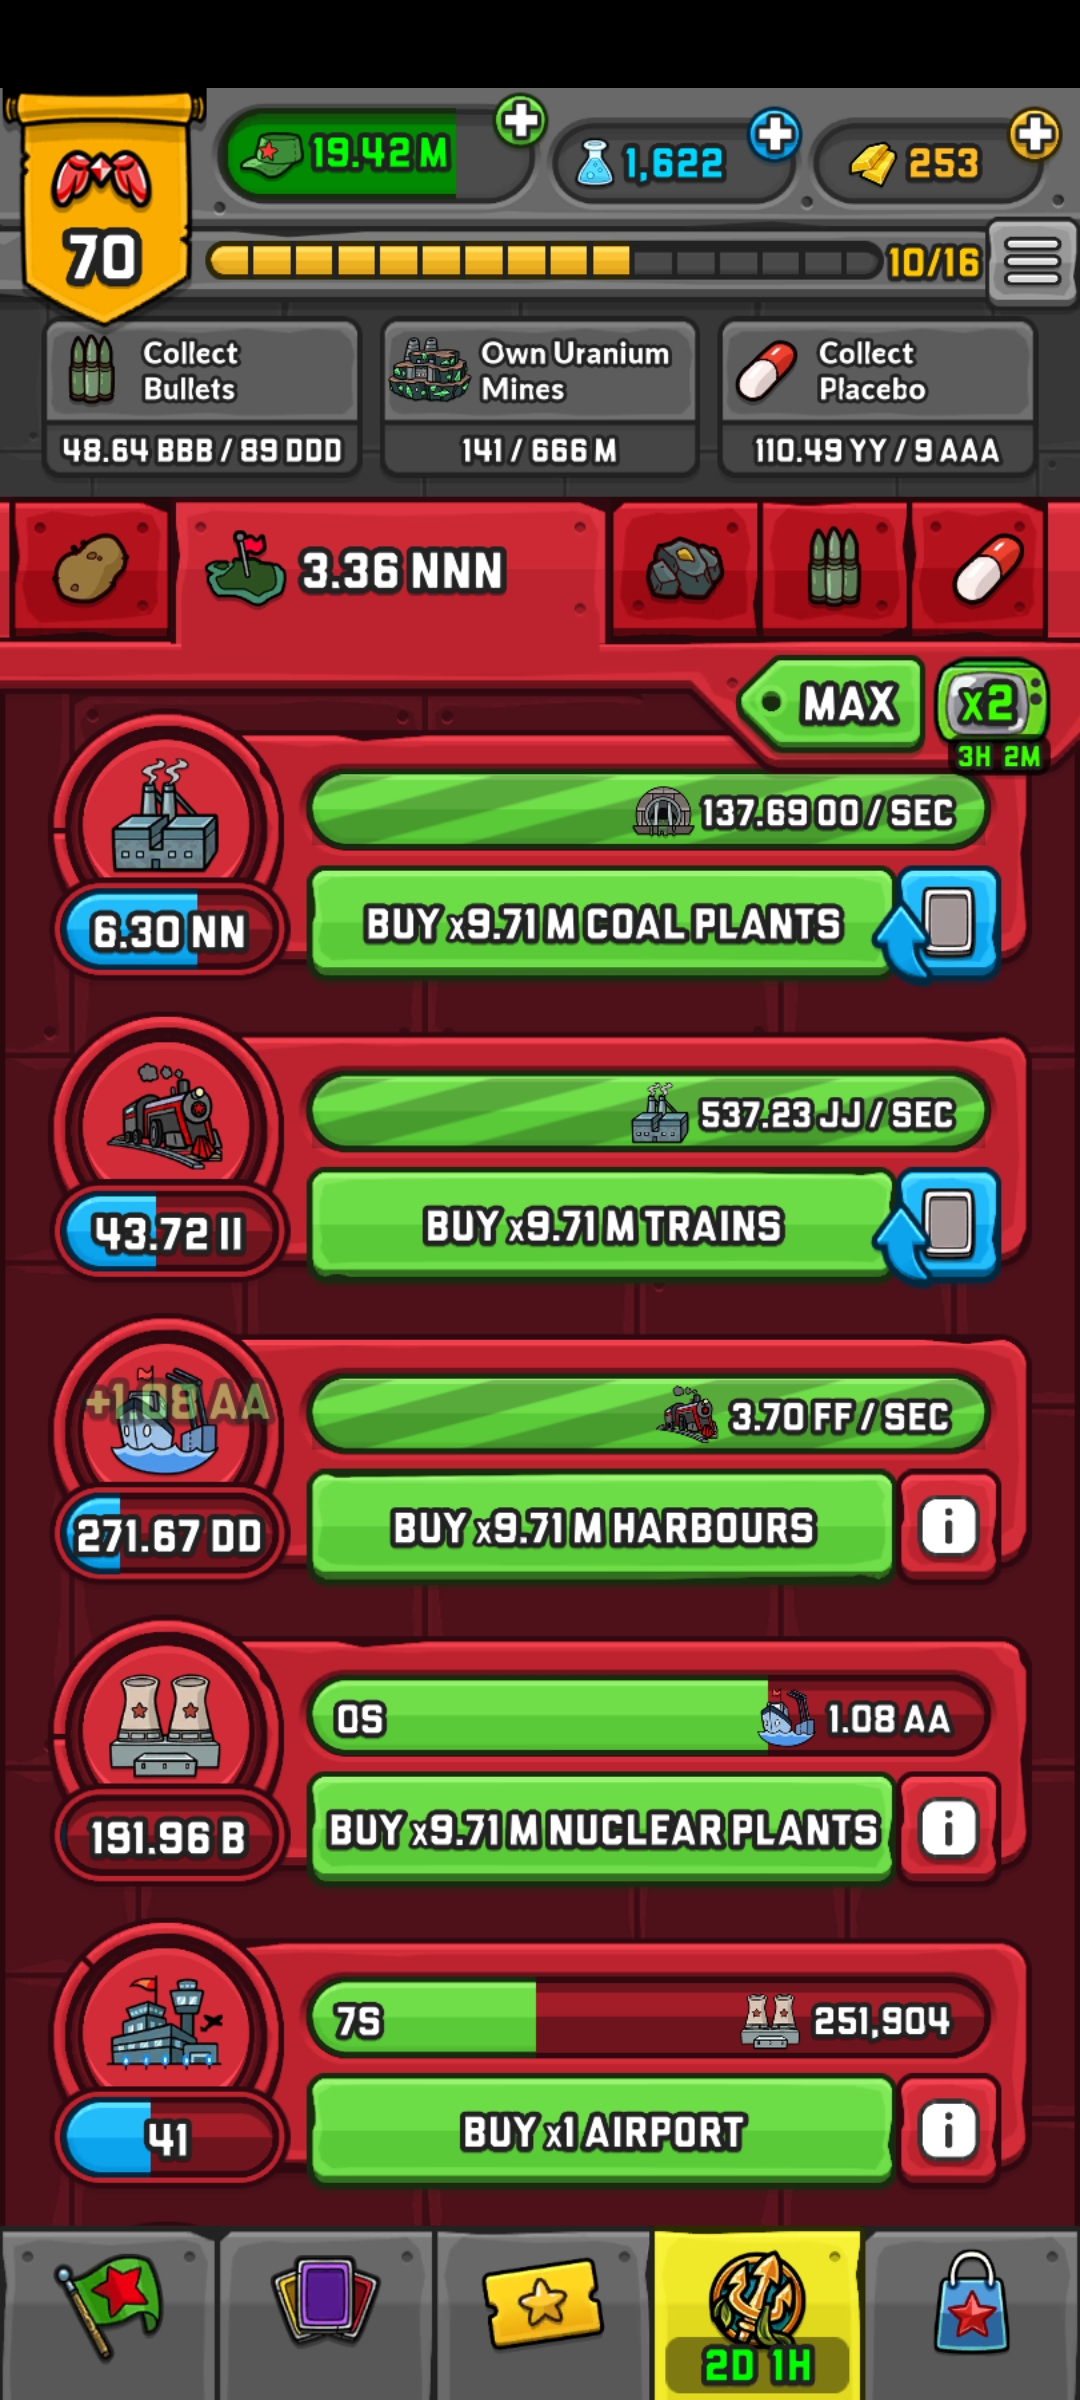 19.42 M
1,622
253
70
10/16
Collect
Bullets
48.64 BBB / 89 DDD
Own Uranium
Mines
141 / 666 M
Collect
Placebo
110.49 YY / 9 AAA
3.36 NNN
MAX
x2
3H 2M
137.69 OO / SEC
6.30 NN
BUY x9.71 M COAL PLANTS
537.23 JJ / SEC
43.72 II
BUY x9.71 M TRAINS
+1.08 AA
3.70 FF / SEC
271.67 DD
BUY x9.71 M HARBOURS
i
0S
1.08 AA
191.96 B
BUY x9.71 M NUCLEAR PLANTS
i
7S
251,904
41
BUY x1 AIRPORT
i
2D 1H